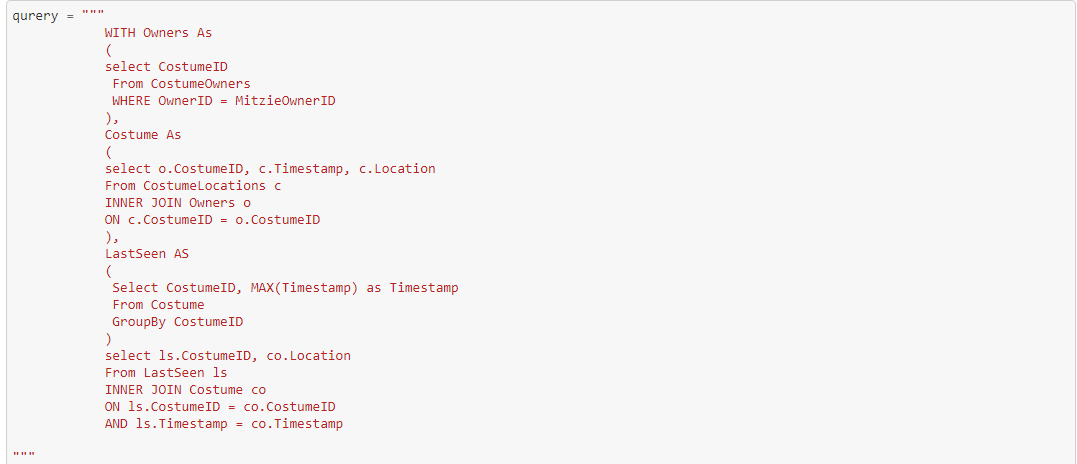 qurery = """
WITH Owners As
(
select CostumeID
From CostumeOwners
WHERE OwnerID = MitzieOwnerID
),
Costume As
(
select o.CostumeID, c.Timestamp, c.Location
From CostumeLocations c
INNER JOIN Owners o
ON c.CostumeID = o.CostumeID
),
LastSeen AS
(
Select CostumeID, MAX(Timestamp) as Timestamp
From Costume
GroupBy CostumeID
)
select ls.CostumeID, co.Location
From LastSeen ls
INNER JOIN Costume co
ON ls.CostumeID = co.CostumeID
AND ls.Timestamp = co.Timestamp
"""